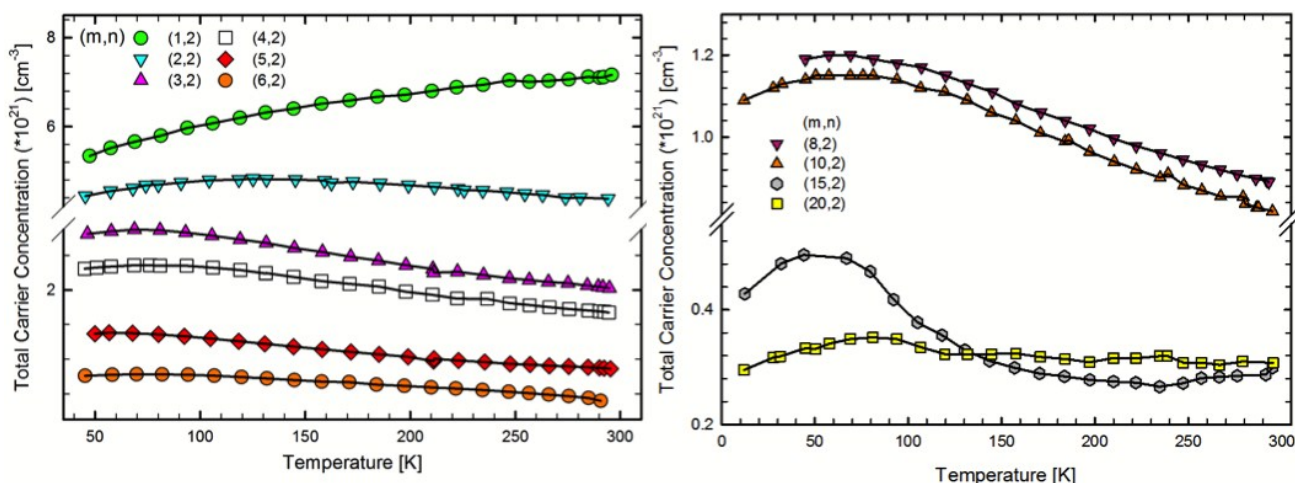 Total Carrier Concentration (*10²¹) [cm⁻³]
8
6
2
(m,n)
(1,2)
(2,2)
(3,2)
(4,2)
(5,2)
(6,2)
50 100 150 200 250 300
Temperature [K]
Total Carrier Concentration (*10²¹) [cm⁻³]
1.2
1.0
0.4
0.2
(m,n)
(8,2)
(10,2)
(15,2)
(20,2)
0 50 100 150 200 250 300
Temperature [K]